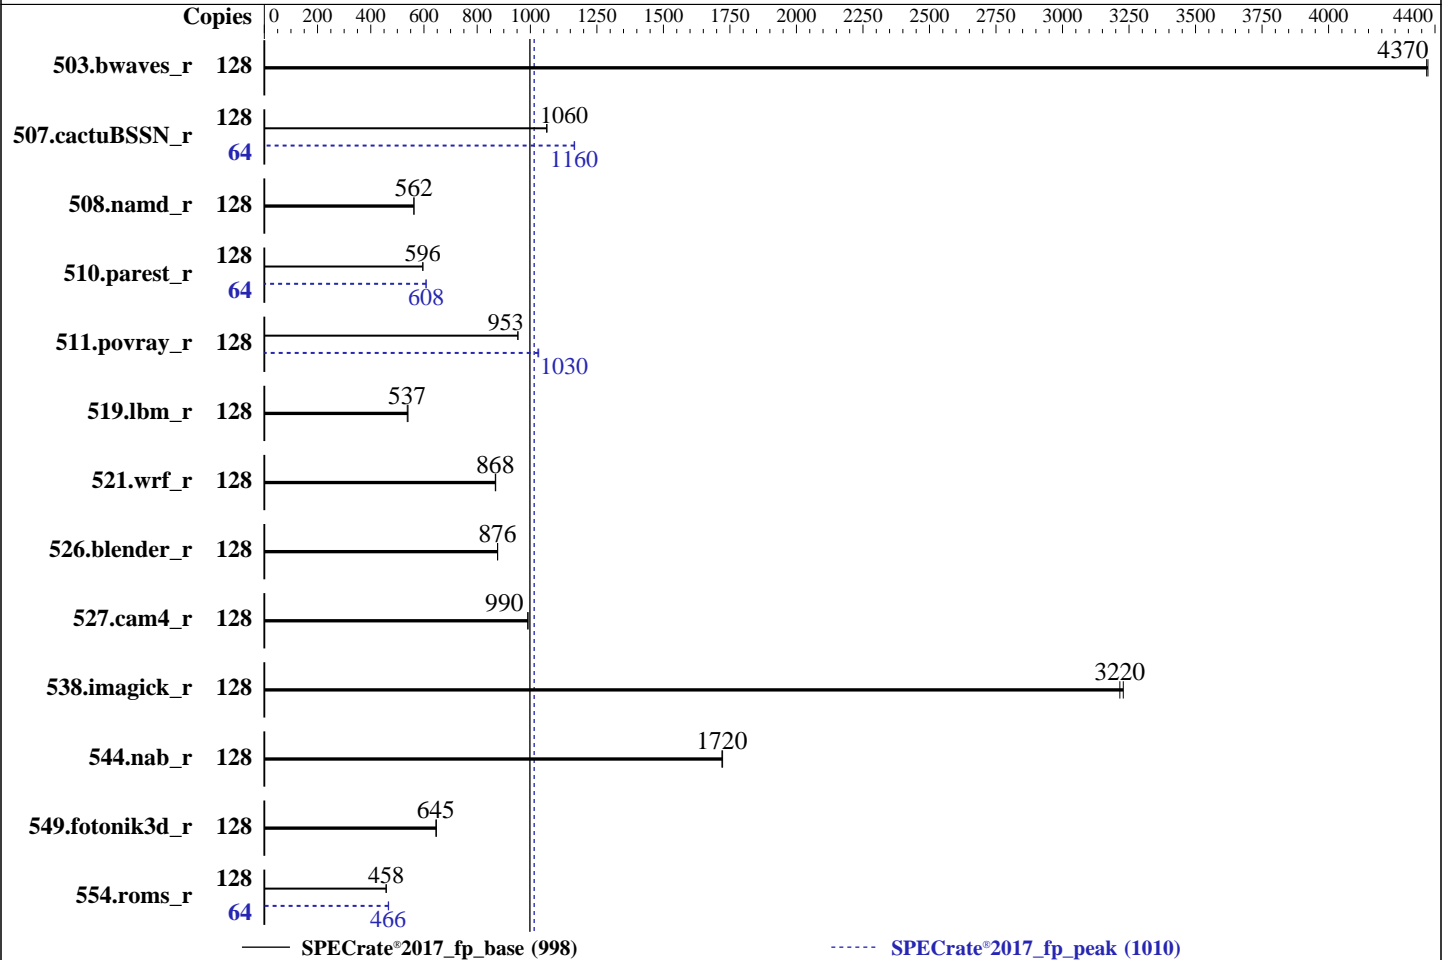 Copies 0 200 400 600 800 1000 1250 1500 1750 2000 2250 2500 2750 3000 3250 3500 3750 4000 4400
503.bwaves_r 128 4370
507.cactuBSSN_r 128 1060
64 1160
508.namd_r 128 562
510.parest_r 128 596
64 608
511.povray_r 128 953
1030
519.lbm_r 128 537
521.wrf_r 128 868
526.blender_r 128 876
527.cam4_r 128 990
538.imagick_r 128 3220
544.nab_r 128 1720
549.fotonik3d_r 128 645
554.roms_r 128 458
64 466
SPECrate®2017_fp_base (998) SPECrate®2017_fp_peak (1010)